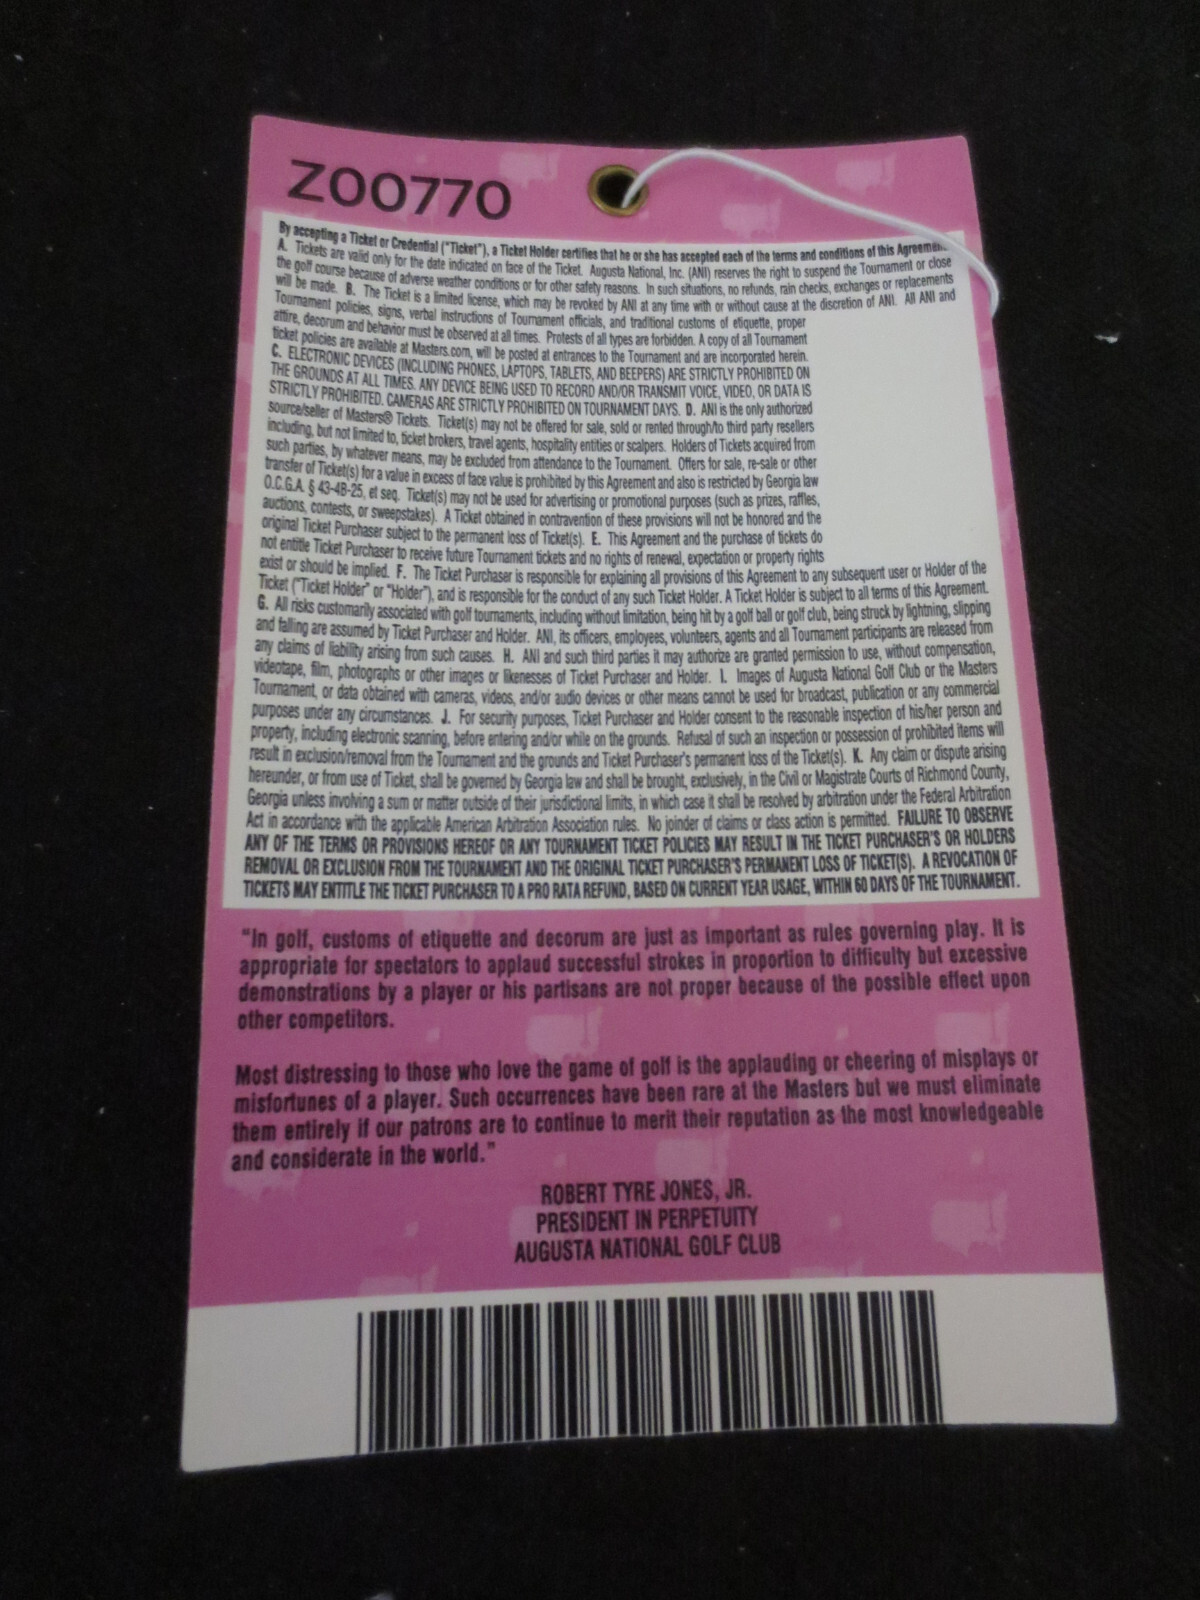 Z00770
By accepting a Ticket or Credential ("Ticket"), a Ticket Holder certifies that he or she has accepted each of the terms and conditions of this
A. Tickets are valid only for the date indicated on face of the Ticket. Augusta National, Inc. (ANI) reserves the right to suspend the Tournament or close
the golf course because of adverse weather conditions or for other safety reasons. In such situations, no refunds, rain checks, exchanges or replacements
will be made. B. The Ticket is a limited license, which may be revoked by ANI at any time with or without cause at the discretion of ANI. All ANI and
Tournament policies, signs, verbal instructions of Tournament officials, and traditional customs of etiquette, proper
attire, decorum and behavior must be observed at all times. Protests of all types are forbidden. A copy of all Tournament
ticket policies are available at Masters.com, will be posted at entrances to the Tournament and are incorporated herein.
C. ELECTRONIC DEVICES (INCLUDING PHONES, LAPTOPS, TABLETS, AND BEEPERS) ARE STRICTLY PROHIBITED ON
THE GROUNDS AT ALL TIMES. ANY DEVICE BEING USED TO RECORD AND/OR TRANSMIT VOICE, VIDEO, OR DATA IS
STRICTLY PROHIBITED. CAMERAS ARE STRICTLY PROHIBITED ON TOURNAMENT DAYS. D. ANI is the only authorized
source/seller of Masters® Tickets. Ticket(s) may not be offered for sale, sold or rented through/to third party resellers
including, but not limited to, ticket brokers, travel agents, hospitality entities or scalpers. Holders of Tickets acquired from
such parties, by whatever means, may be excluded from attendance to the Tournament. Offers for sale, re-sale or other
transfer of Ticket(s) for a value in excess of face value is prohibited by this Agreement and also is restricted by Georgia law
O.C.G.A. § 43-4B-25, et seq. Ticket(s) may not be used for advertising or promotional purposes (such as prizes, raffles,
auctions, contests, or sweepstakes). A Ticket obtained in contravention of these provisions will not be honored and the
original Ticket Purchaser subject to the permanent loss of Ticket(s). E. This Agreement and the purchase of tickets do
not entitle Ticket Purchaser to receive future Tournament tickets and no rights of renewal, expectation or property rights
exist or should be implied. F. The Ticket Purchaser is responsible for explaining all provisions of this Agreement to any subsequent user or Holder of the
Ticket ("Ticket Holder" or "Holder"), and is responsible for the conduct of any such Ticket Holder. A Ticket Holder is subject to all terms of this Agreement.
G. All risks customarily associated with golf tournaments, including without limitation, being hit by a golf ball or golf club, being struck by lightning, slipping
and falling are assumed by Ticket Purchaser and Holder. ANI, its officers, employees, volunteers, agents and all Tournament participants are released from
any claims of liability arising from such causes. H. ANI and such third parties it may authorize are granted permission to use, without compensation,
videotape, film, photographs or other images or likenesses of Ticket Purchaser and Holder. I. Images of Augusta National Golf Club or the Masters
Tournament, or data obtained with cameras, videos, and/or audio devices or other means cannot be used for broadcast, publication or any commercial
purposes under any circumstances. J. For security purposes, Ticket Purchaser and Holder consent to the reasonable inspection of his/her person and
property, including electronic scanning, before entering and/or while on the grounds. Refusal of such an inspection or possession of prohibited items will
result in exclusion/removal from the Tournament and the grounds and Ticket Purchaser's permanent loss of the Ticket(s). K. Any claim or dispute arising
hereunder, or from use of Ticket, shall be governed by Georgia law and shall be brought, exclusively, in the Civil or Magistrate Courts of Richmond County,
Georgia unless involving a sum or matter outside of their jurisdictional limits, in which case it shall be resolved by arbitration under the Federal Arbitration
Act in accordance with the applicable American Arbitration Association rules. No joinder of claims or class action is permitted. FAILURE TO OBSERVE
ANY OF THE TERMS OR PROVISIONS HEREOF OR ANY TOURNAMENT TICKET POLICIES MAY RESULT IN THE TICKET PURCHASER'S OR HOLDERS
REMOVAL OR EXCLUSION FROM THE TOURNAMENT AND THE ORIGINAL TICKET PURCHASER'S PERMANENT LOSS OF TICKET(S). A REVOCATION OF
TICKETS MAY ENTITLE THE TICKET PURCHASER TO A PRO RATA REFUND, BASED ON CURRENT YEAR USAGE, WITHIN 60 DAYS OF THE TOURNAMENT.
"In golf, customs of etiquette and decorum are just as important as rules governing play. It is
appropriate for spectators to applaud successful strokes in proportion to difficulty but excessive
demonstrations by a player or his partisans are not proper because of the possible effect upon
other competitors.
Most distressing to those who love the game of golf is the applauding or cheering of misplays or
misfortunes of a player. Such occurrences have been rare at the Masters but we must eliminate
them entirely if our patrons are to continue to merit their reputation as the most knowledgeable
and considerate in the world."
ROBERT TYRE JONES, JR.
PRESIDENT IN PERPETUITY
AUGUSTA NATIONAL GOLF CLUB